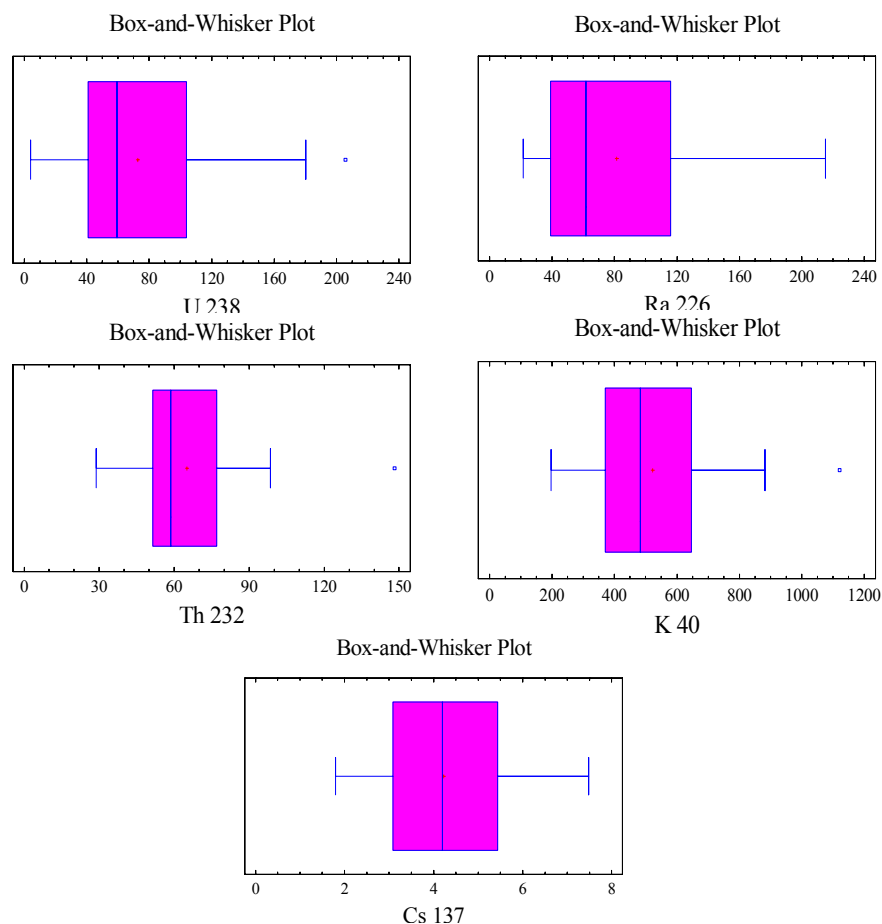 Box-and-Whisker Plot
0 40 80 120 160 200 240
U 238
Box-and-Whisker Plot
0 40 80 120 160 200 240
Ra 226
Box-and-Whisker Plot
0 30 60 90 120 150
Th 232
Box-and-Whisker Plot
0 200 400 600 800 1000 1200
K 40
Box-and-Whisker Plot
0 2 4 6 8
Cs 137